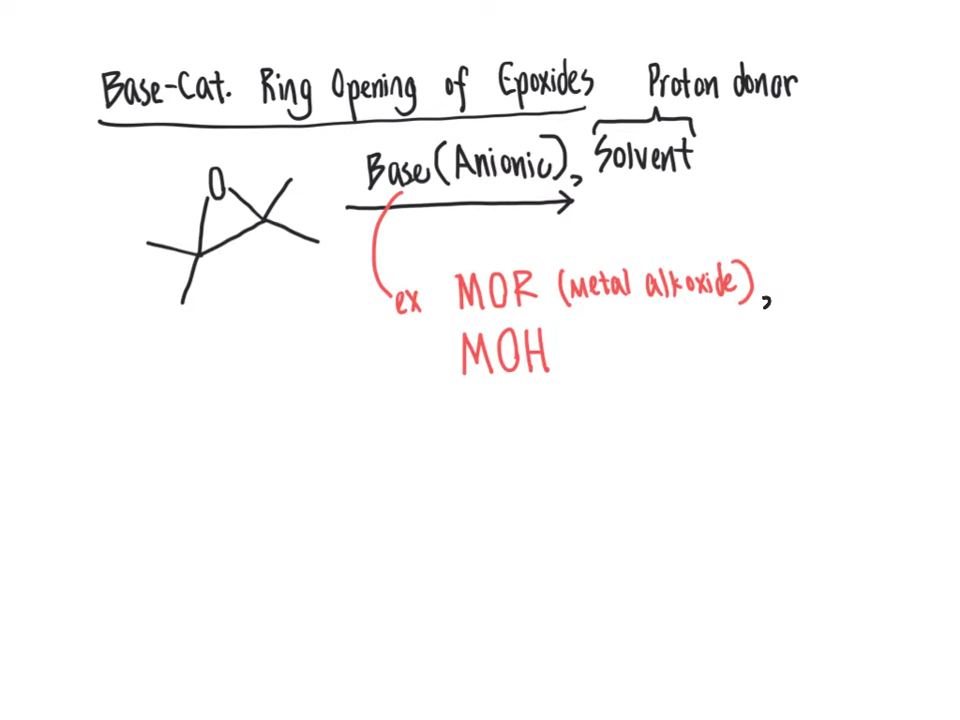 Base-Cat. Ring Opening of Epoxides Proton donor
Base (Anionic), Solvent
O
ex MOR (Metal alkoxide),
MOH